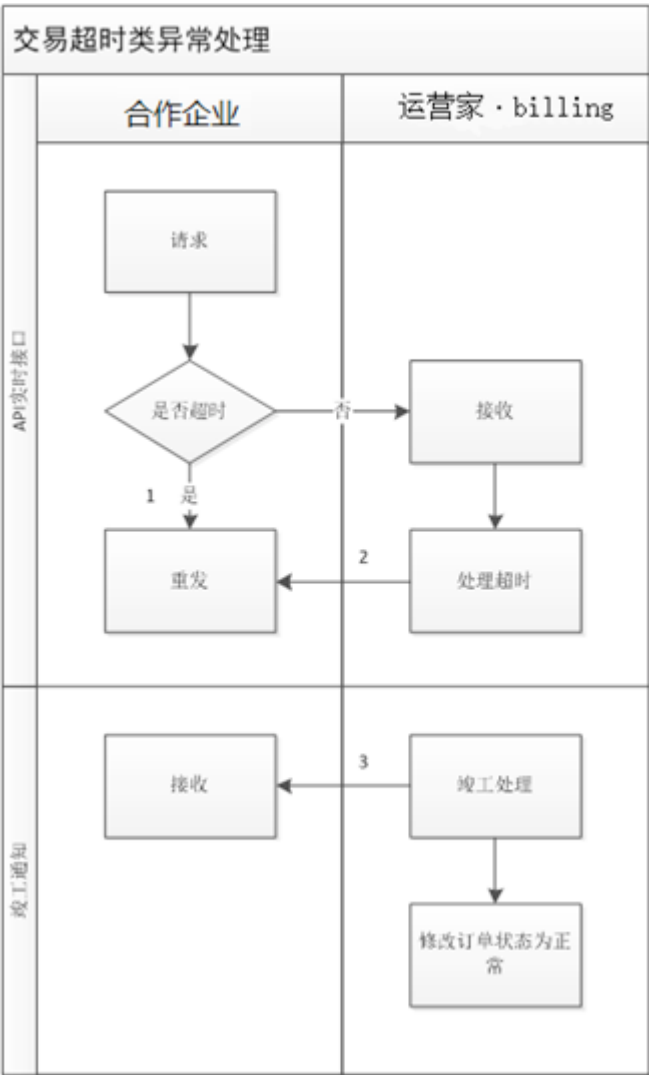 交易超时类异常处理
合作企业
运营家·billing
API实时接口
请求
是否超时
否
接收
1 是
重发
2
处理超时
竣工通知
接收
3
竣工处理
修改订单状态为正
常